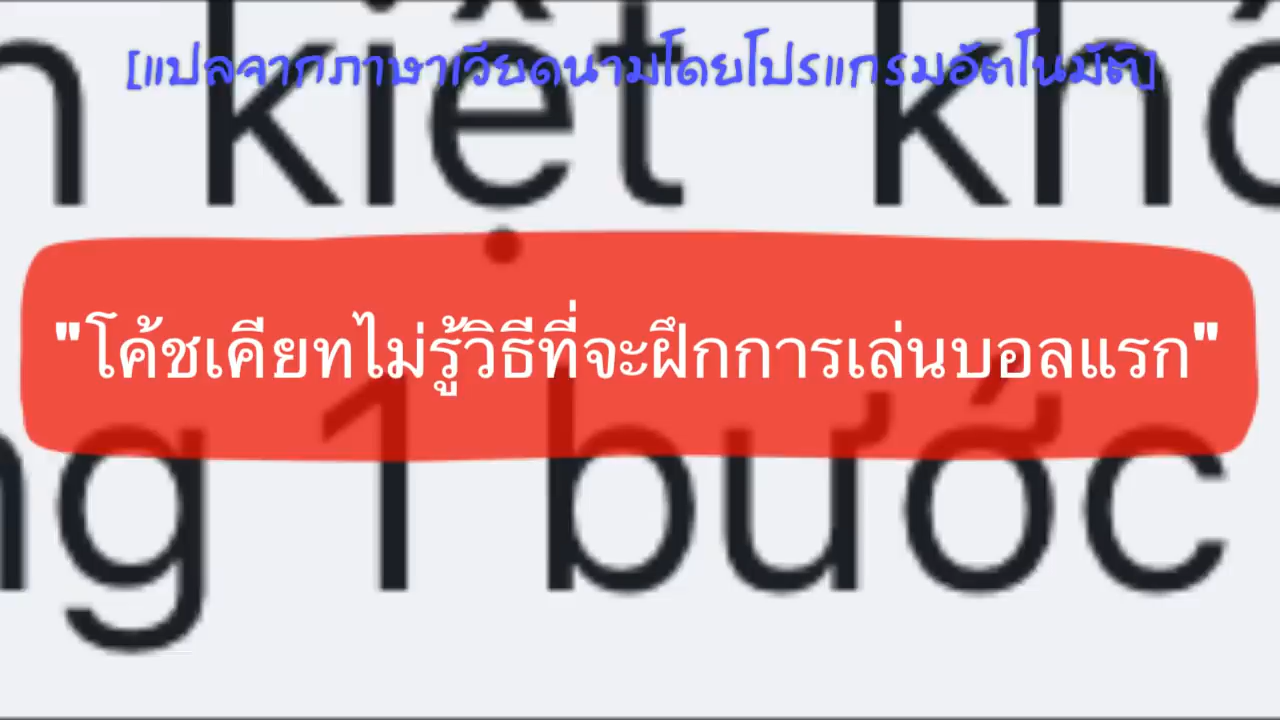 [แปลจากภาษาเวียดนามโดยโปรแกรมอัตโนมัติ]
kiệt
"โค้ชเคียทไม่รู้วิธีที่จะฝึกการเล่นบอลแรก"
1 bước